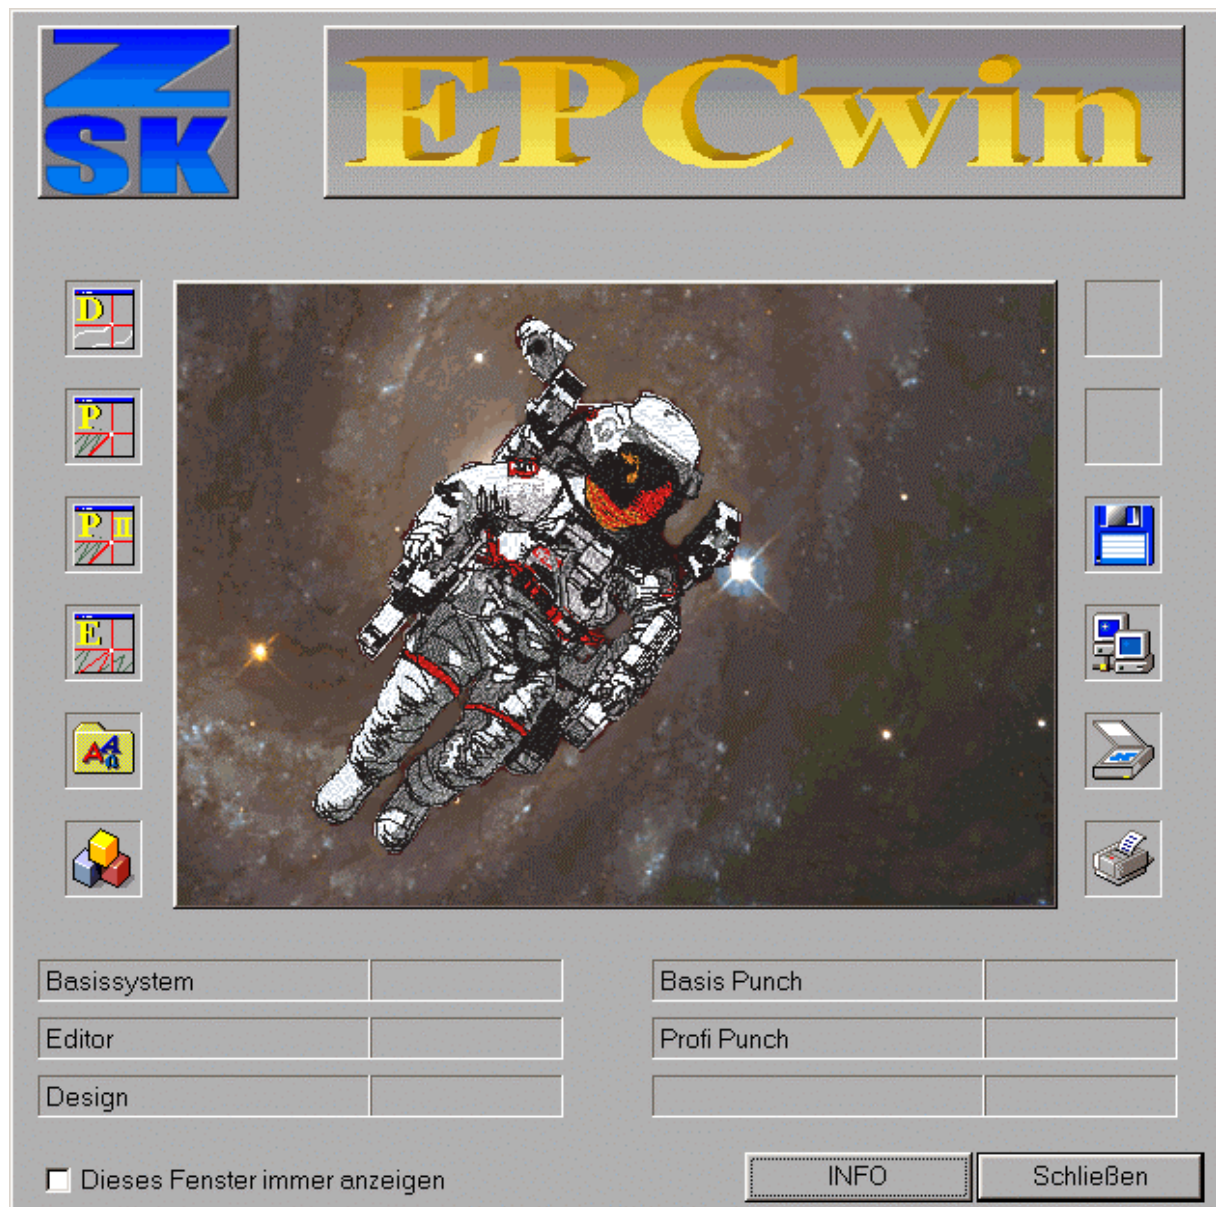 Z
SK
EPCwin
D
P
P II
E
A A a
Basissystem
Basis Punch
Editor
Profi Punch
Design
Dieses Fenster immer anzeigen
INFO
Schließen